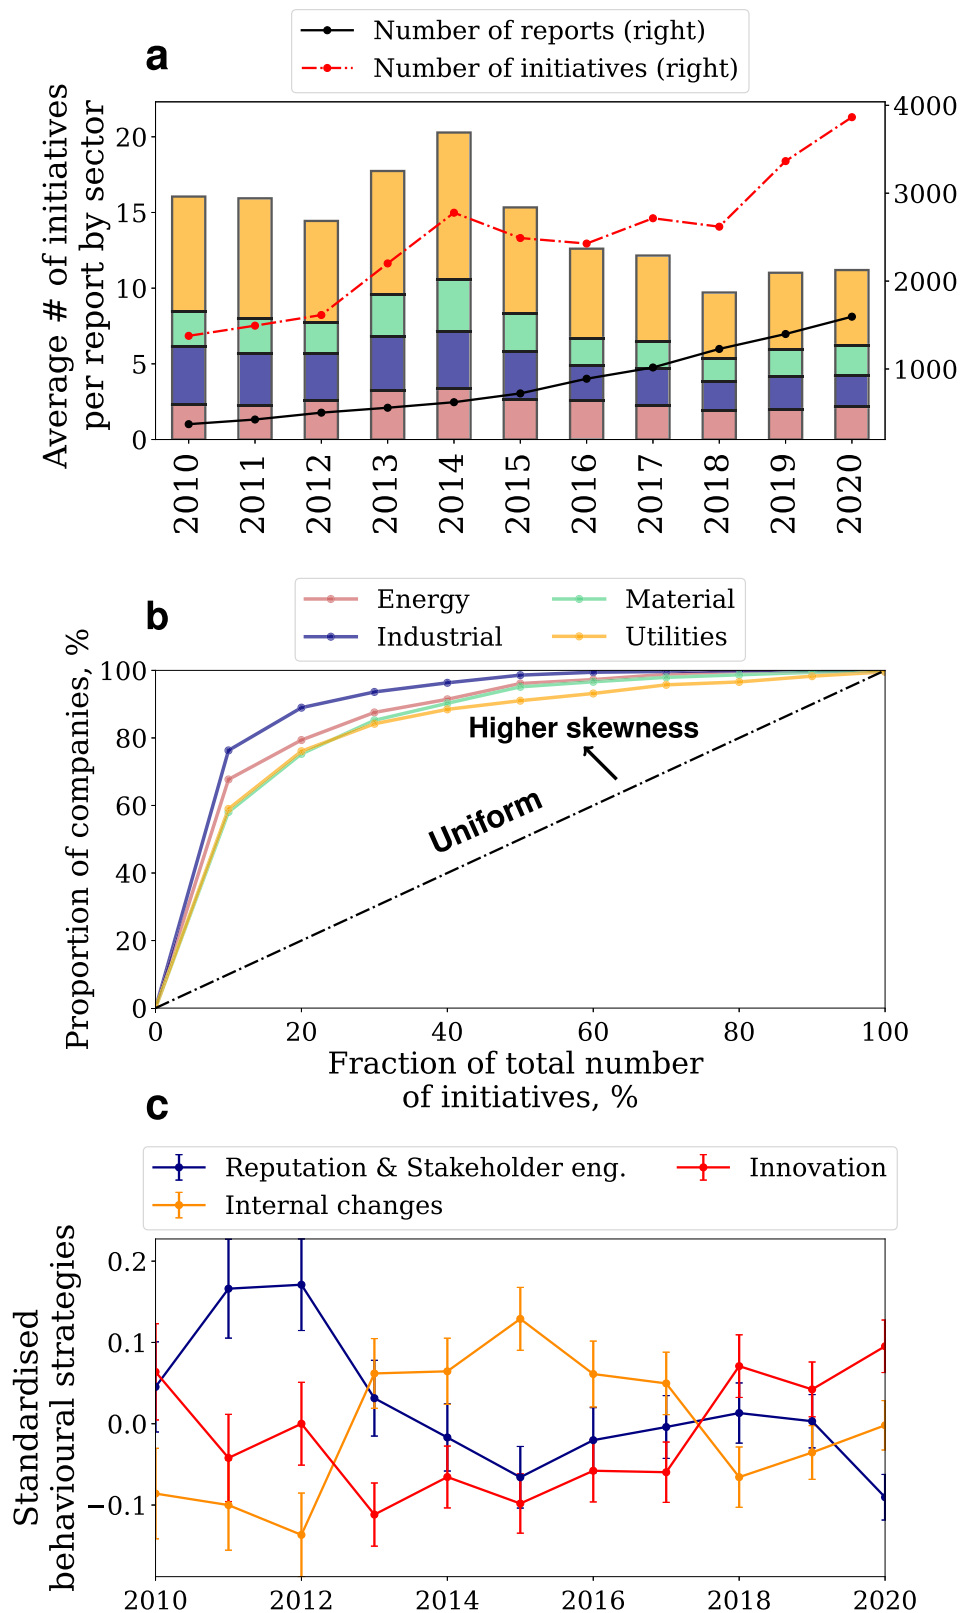 a
Number of reports (right)
Number of initiatives (right)
Average # of initiatives
per report by sector
20
15
10
5
0
4000
3000
2000
1000
2010 2011 2012 2013 2014 2015 2016 2017 2018 2019 2020
b
Energy Material
Industrial Utilities
Proportion of companies, %
100
80
60
40
20
0
Higher skewness
Uniform
0 20 40 60 80 100
Fraction of total number
of initiatives, %
c
Reputation & Stakeholder eng. Innovation
Internal changes
Standardised
behavioural strategies
0.2
0.1
0.0
−0.1
2010 2012 2014 2016 2018 2020